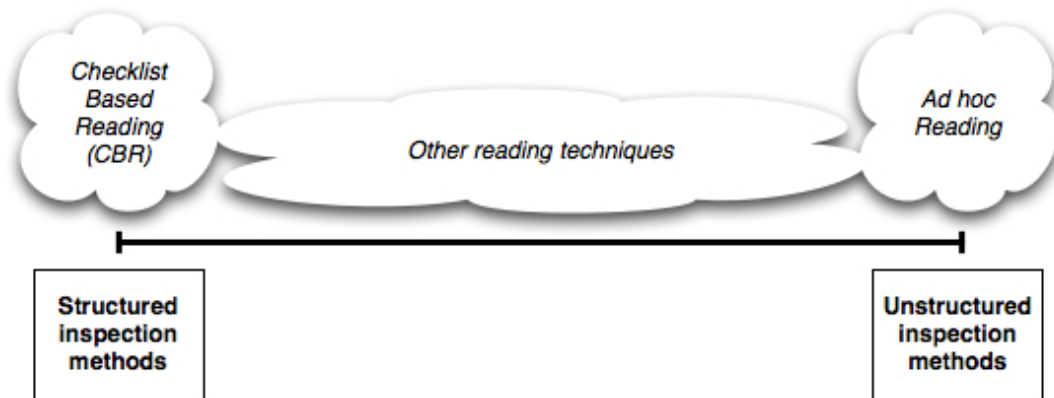 Checklist
Based
Reading
(CBR)
Other reading techniques
Ad hoc
Reading
Structured
inspection
methods
Unstructured
inspection
methods